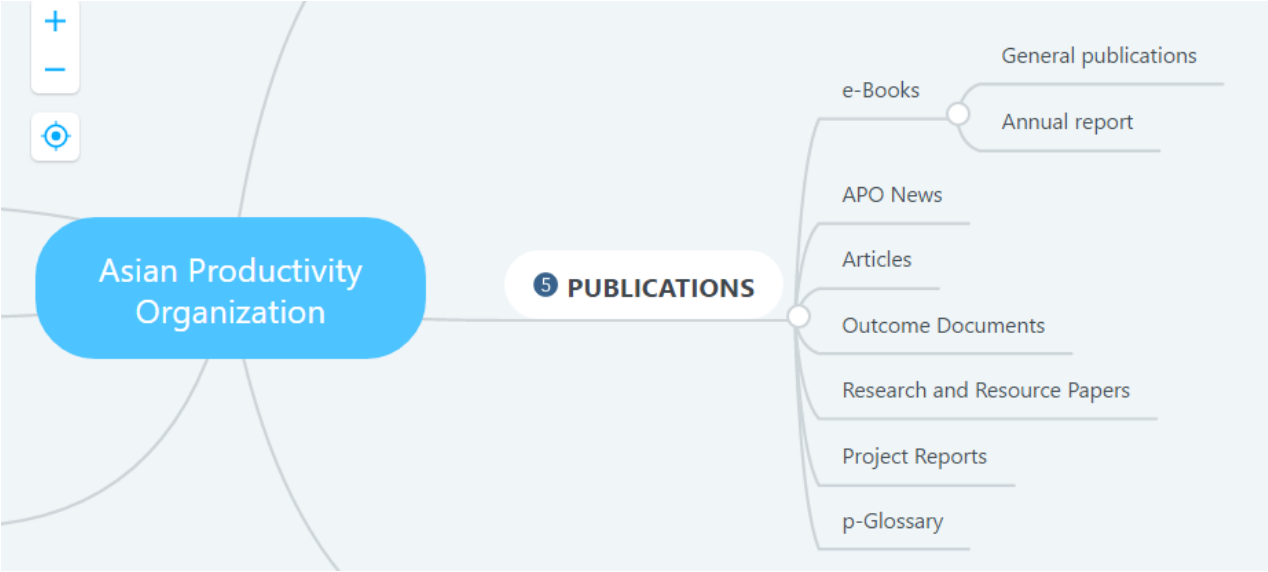 Asian Productivity
Organization
❺ PUBLICATIONS
e-Books
General publications
Annual report
APO News
Articles
Outcome Documents
Research and Resource Papers
Project Reports
p-Glossary